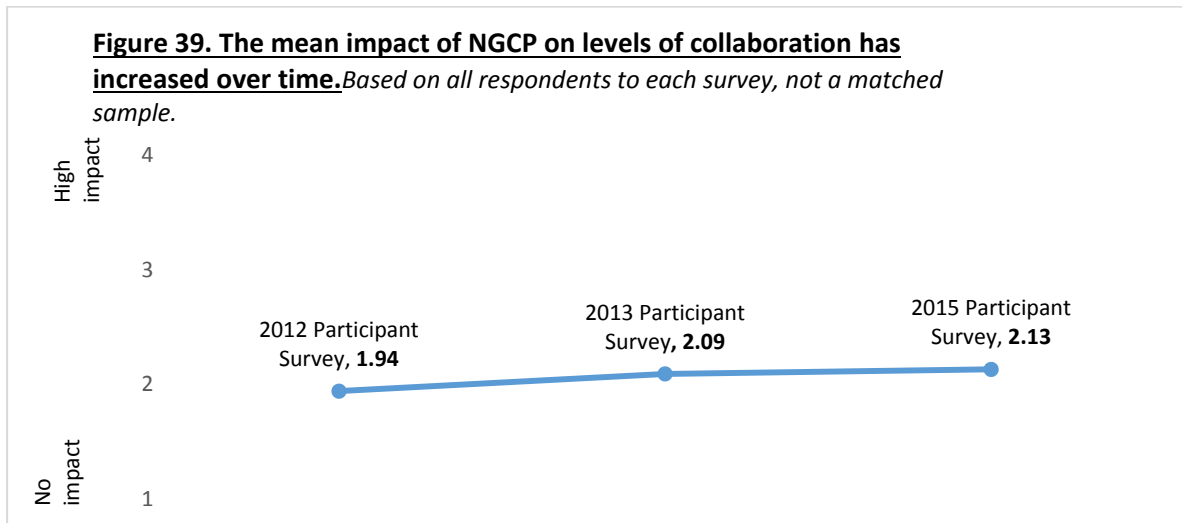 Figure 39. The mean impact of NGCP on levels of collaboration has
increased over time.Based on all respondents to each survey, not a matched
sample.
High
impact
4
3
2012 Participant
Survey, 1.94
2013 Participant
Survey, 2.09
2015 Participant
Survey, 2.13
2
No
impact
1